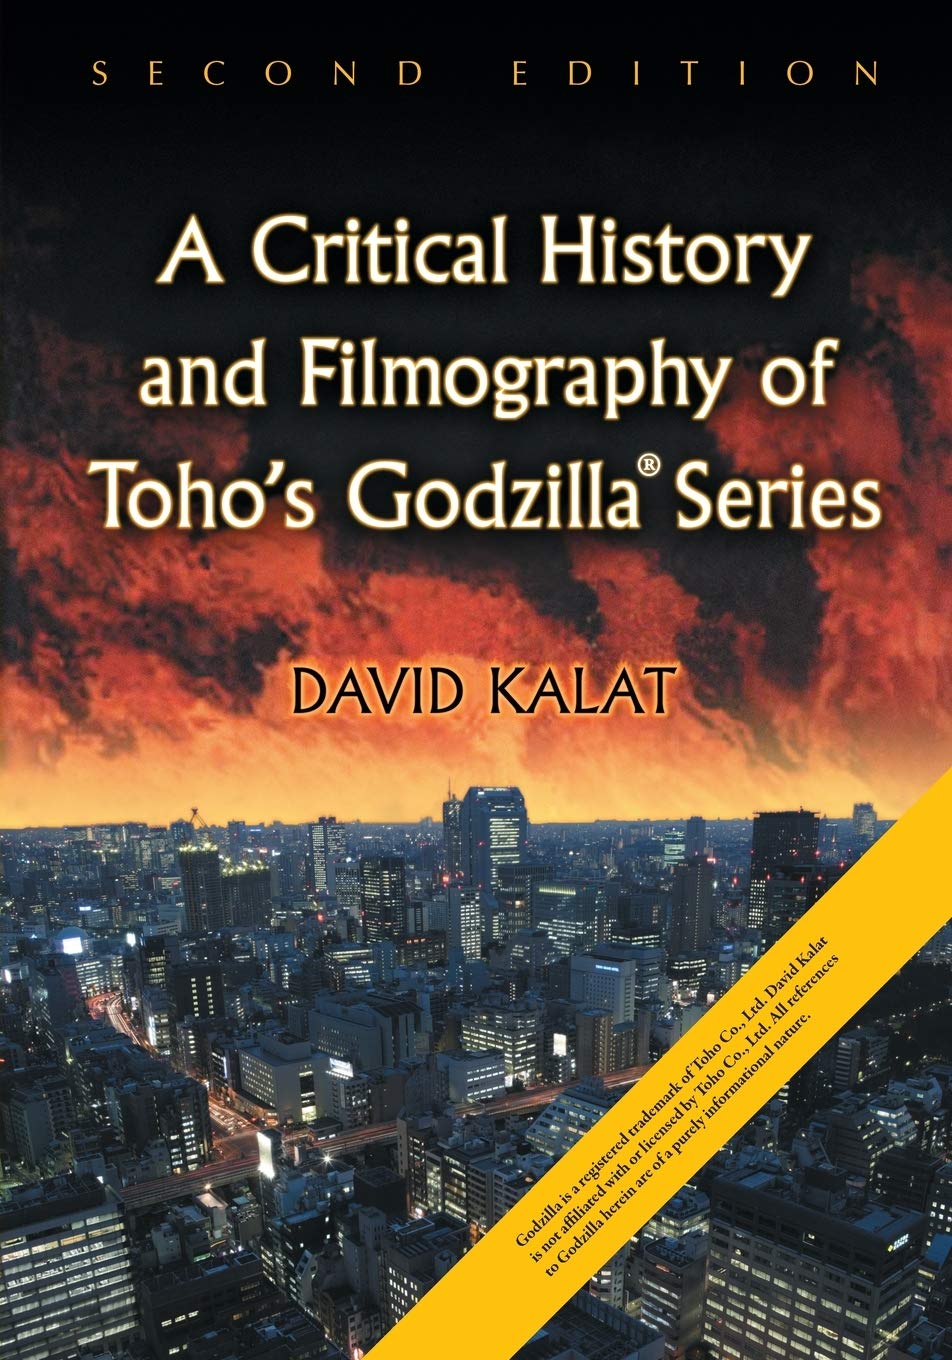 SECOND EDITION
A Critical History
and Filmography of
Toho's Godzilla® Series
DAVID KALAT
Godzilla is a registered trademark of Toho Co., Ltd. David Kalat
is not affiliated with or licensed by Toho Co., Ltd. All references
to Godzilla herein are of a purely informational nature.